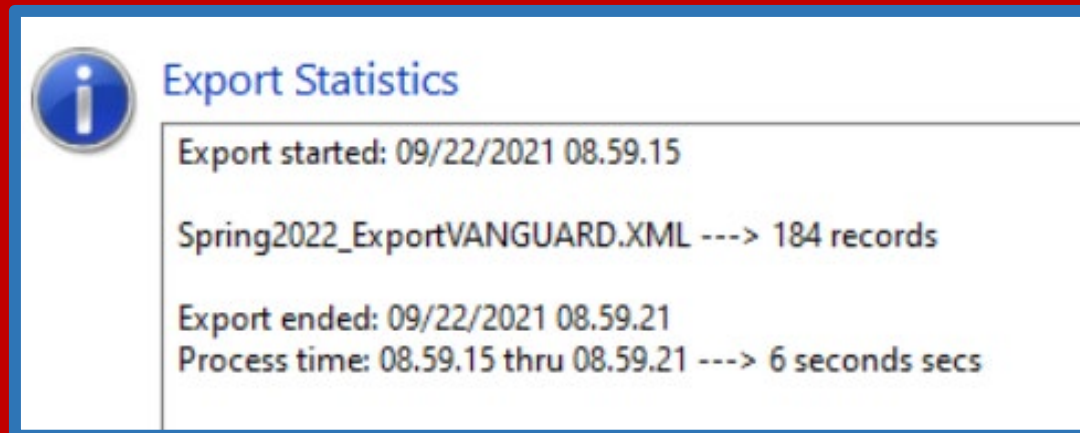 Export Statistics
Export started: 09/22/2021 08.59.15
Spring2022_ExportVANGUARD.XML ---> 184 records
Export ended: 09/22/2021 08.59.21
Process time: 08.59.15 thru 08.59.21 ---> 6 seconds secs